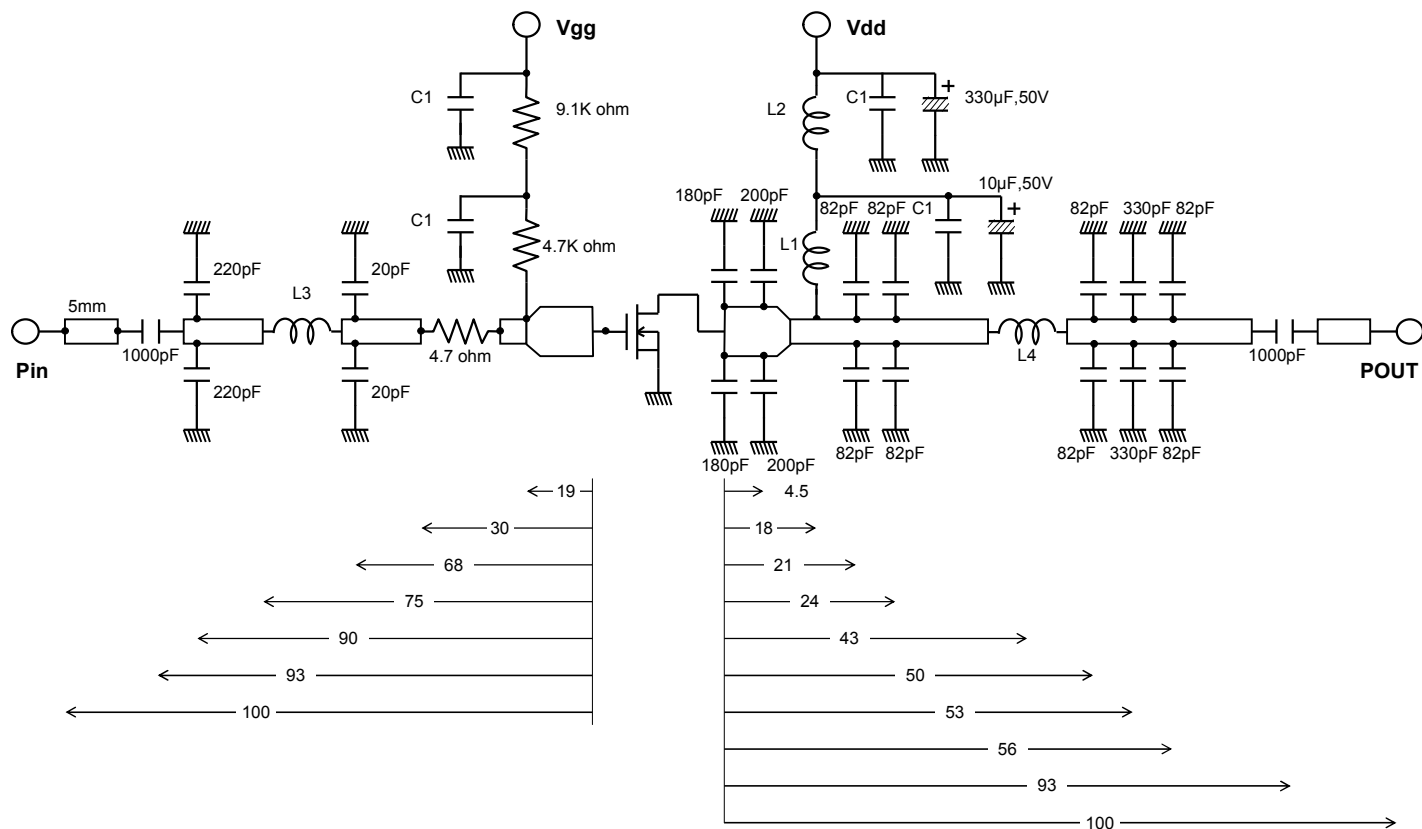 Vgg
Vdd
C1
9.1K ohm
L2
C1
+
330µF,50V
C1
4.7K ohm
180pF
200pF
82pF
82pF
C1
10µF,50V
+
L1
82pF
330pF
82pF
220pF
20pF
5mm
L3
1000pF
4.7 ohm
L4
1000pF
Pin
POUT
220pF
20pF
180pF
200pF
82pF
82pF
82pF
330pF
82pF
19
4.5
30
18
68
21
75
24
90
43
93
50
100
53
56
93
100